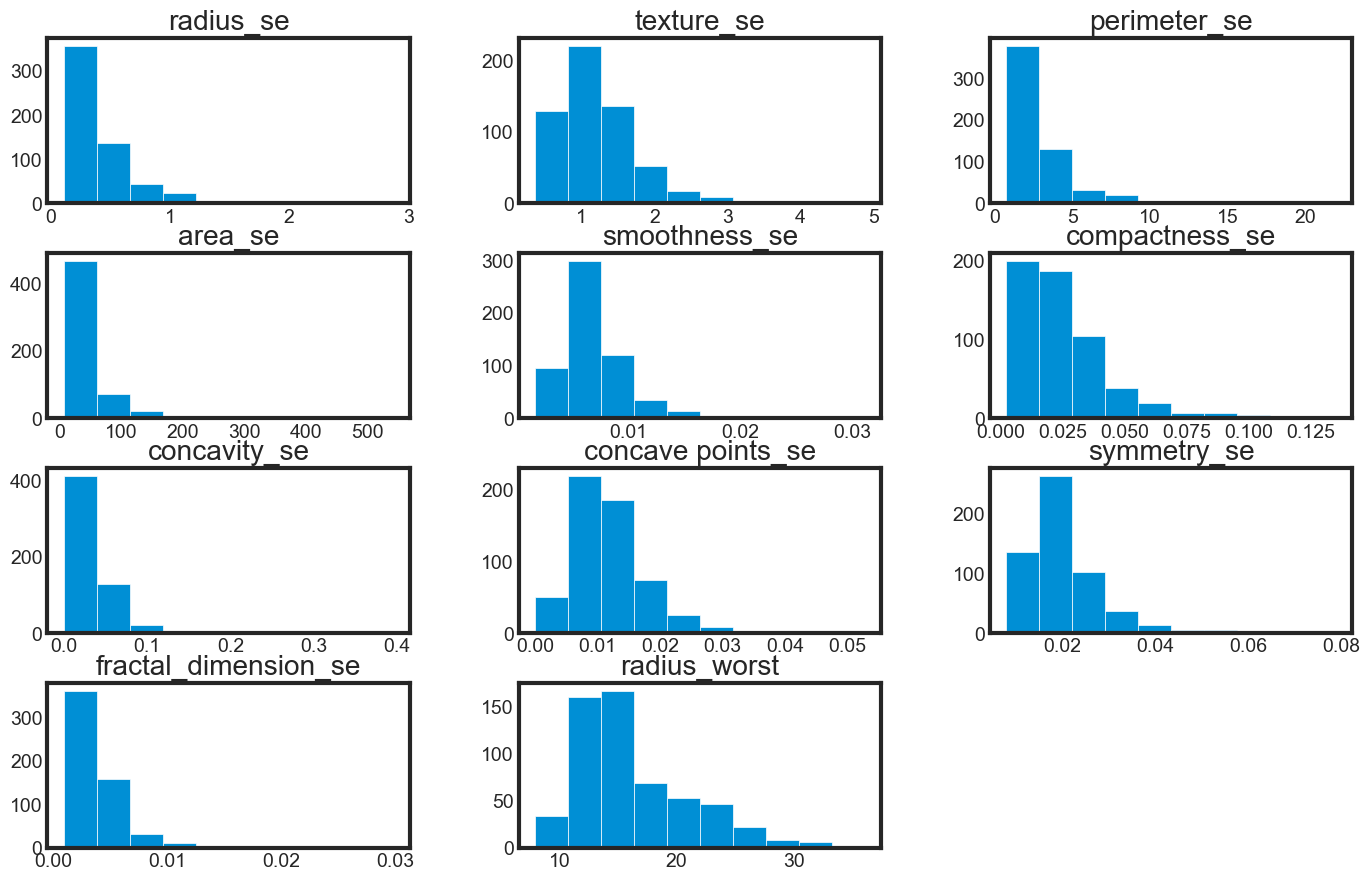 radius_se texture_se perimeter_se
300 200 100 0
200 100 0
300 200 100 0
0 1 2 3
1 2 3 4 5
0 5 10 15 20
area_se smoothness_se compactness_se
400 200 0
300 200 100 0
200 100 0
0 100 200 300 400 500
0.01 0.02 0.03
0.000 0.025 0.050 0.075 0.100 0.125
concavity_se concave points_se symmetry_se
400 200 0
200 100 0
200 100 0
0.0 0.1 0.2 0.3 0.4
0.00 0.01 0.02 0.03 0.04 0.05
0.02 0.04 0.06 0.08
fractal_dimension_se radius_worst
300 200 100 0
150 100 50 0
0.00 0.01 0.02 0.03
10 20 30